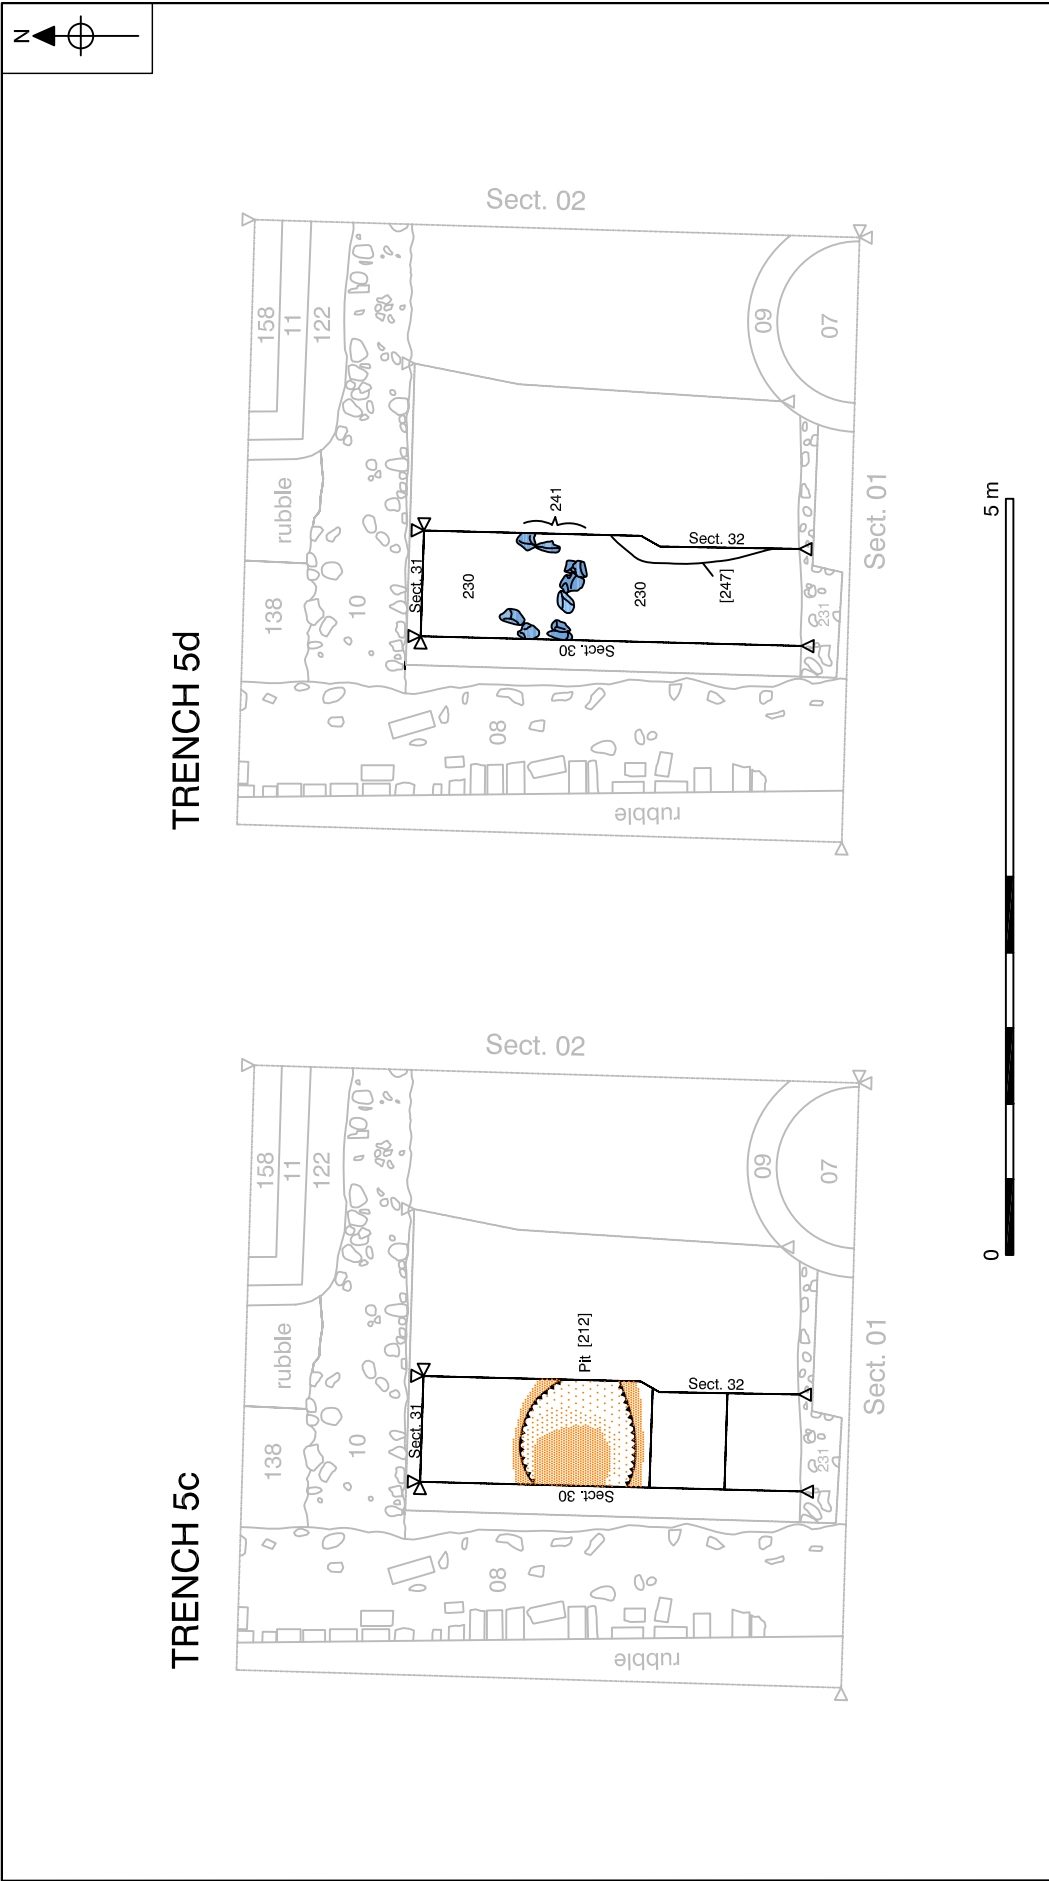 N
TRENCH 5c
Sect. 02
158
11
122
rubble
138
10
Sect. 31
Pit [212]
Sect. 30
Sect. 32
08
rubble
09
07
231
Sect. 01
TRENCH 5d
Sect. 02
158
11
122
rubble
138
10
Sect. 31
230
241
230
Sect. 30
Sect. 32
[247]
08
rubble
09
07
231
Sect. 01
0
5 m